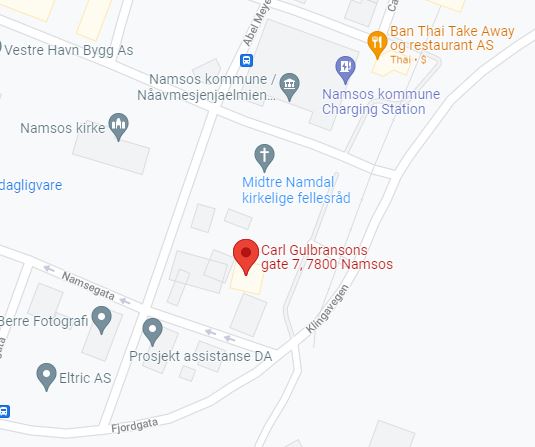 Abel Meye
Ca
Ban Thai Take Away
og restaurant AS
Thai • $
Vestre Havn Bygg As
Namsos kommune /
Nåavmesjenjaelmien...
Namsos kommune
Charging Station
Namsos kirke
dagligvare
Midtre Namdal
kirkelige fellesråd
Carl Gulbransons
gate 7, 7800 Namsos
Namsegata
Berre Fotografi
Klingavegen
Prosjekt assistanse DA
gata
Eltric AS
Fjordgata